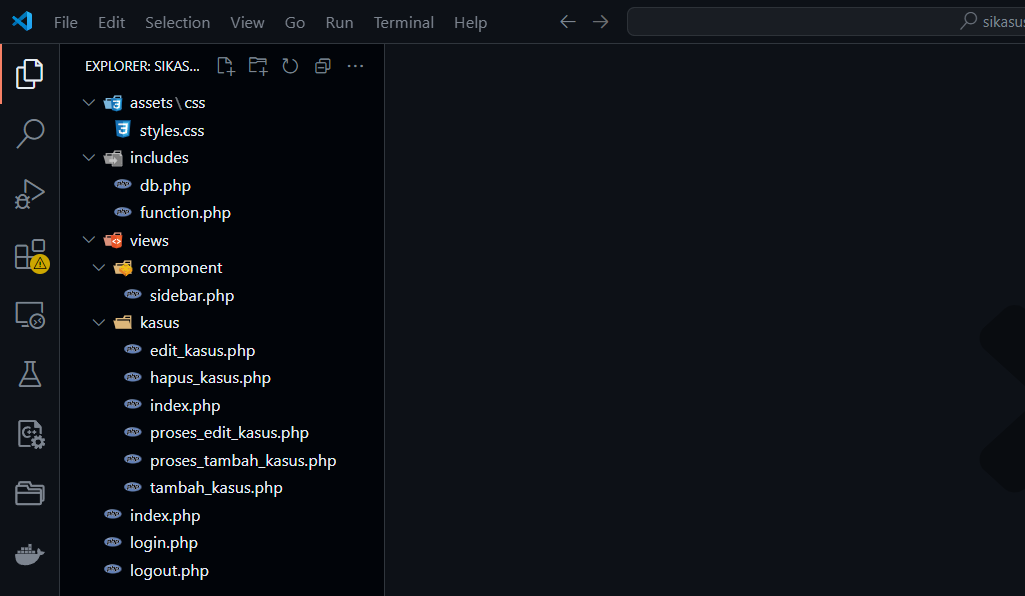 File Edit Selection View Go Run Terminal Help sikasus
EXPLORER: SIKAS...
assets\css
styles.css
includes
db.php
function.php
views
component
sidebar.php
kasus
edit_kasus.php
hapus_kasus.php
index.php
proses_edit_kasus.php
proses_tambah_kasus.php
tambah_kasus.php
index.php
login.php
logout.php